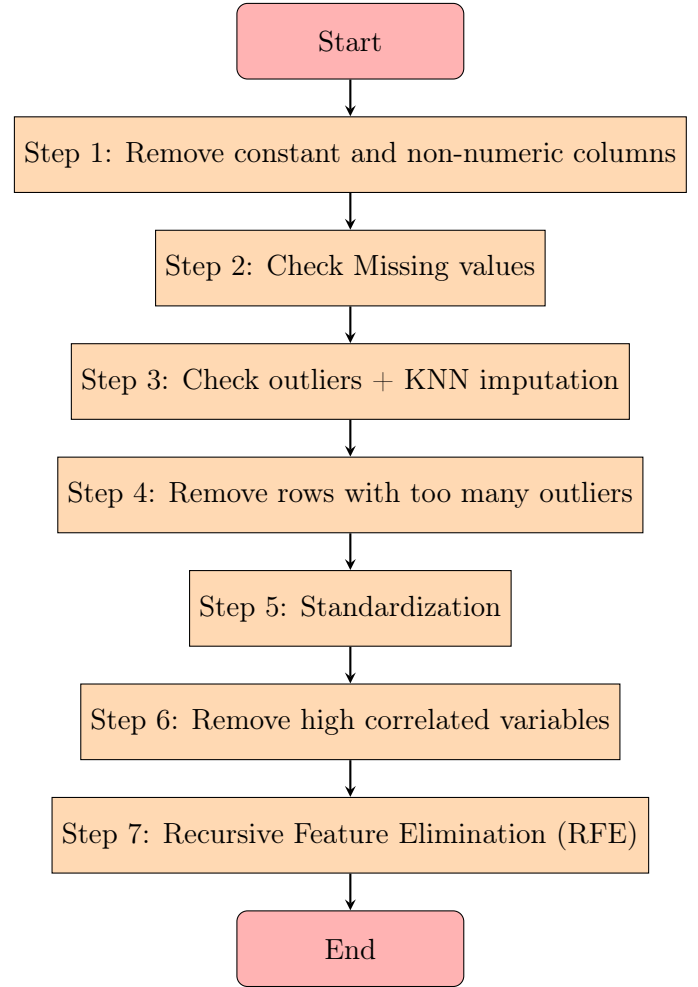 Start
Step 1: Remove constant and non-numeric columns
Step 2: Check Missing values
Step 3: Check outliers + KNN imputation
Step 4: Remove rows with too many outliers
Step 5: Standardization
Step 6: Remove high correlated variables
Step 7: Recursive Feature Elimination (RFE)
End